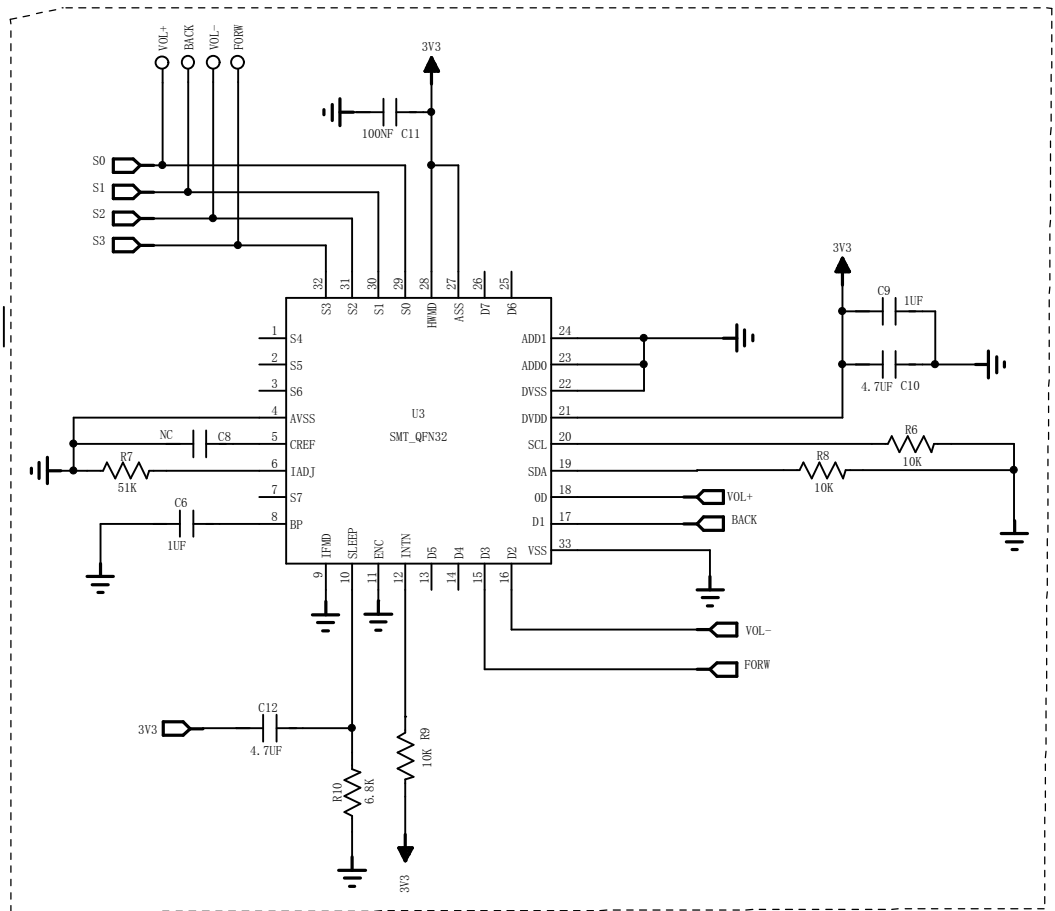 VOL+
BACK
VOL-
FORW
3V3
100NF C11
S0
S1
S2
S3
32
31
30
29
28
27
26
25
S3
S2
S1
S0
HWMD
ASS
D7
D6
3V3
C9
1UF
4.7UF C10
1 S4
2 S5
3 S6
4 AVSS
5 CREF
6 IADJ
7 S7
8 BP
NC C8
R7
51K
C6
1UF
U3
SMT_QFN32
ADD1 24
ADD0 23
DVSS 22
DVDD 21
SCL 20
SDA 19
OD 18
D1 17
VSS 33
R6
10K
R8
10K
VOL+
BACK
IFMD
SLEEP
ENC
INTN
D5
D4
D3
D2
9
10
11
12
13
14
15
16
VOL-
FORW
3V3
C12
4.7UF
R10
6.8K
R9
10K
3V3